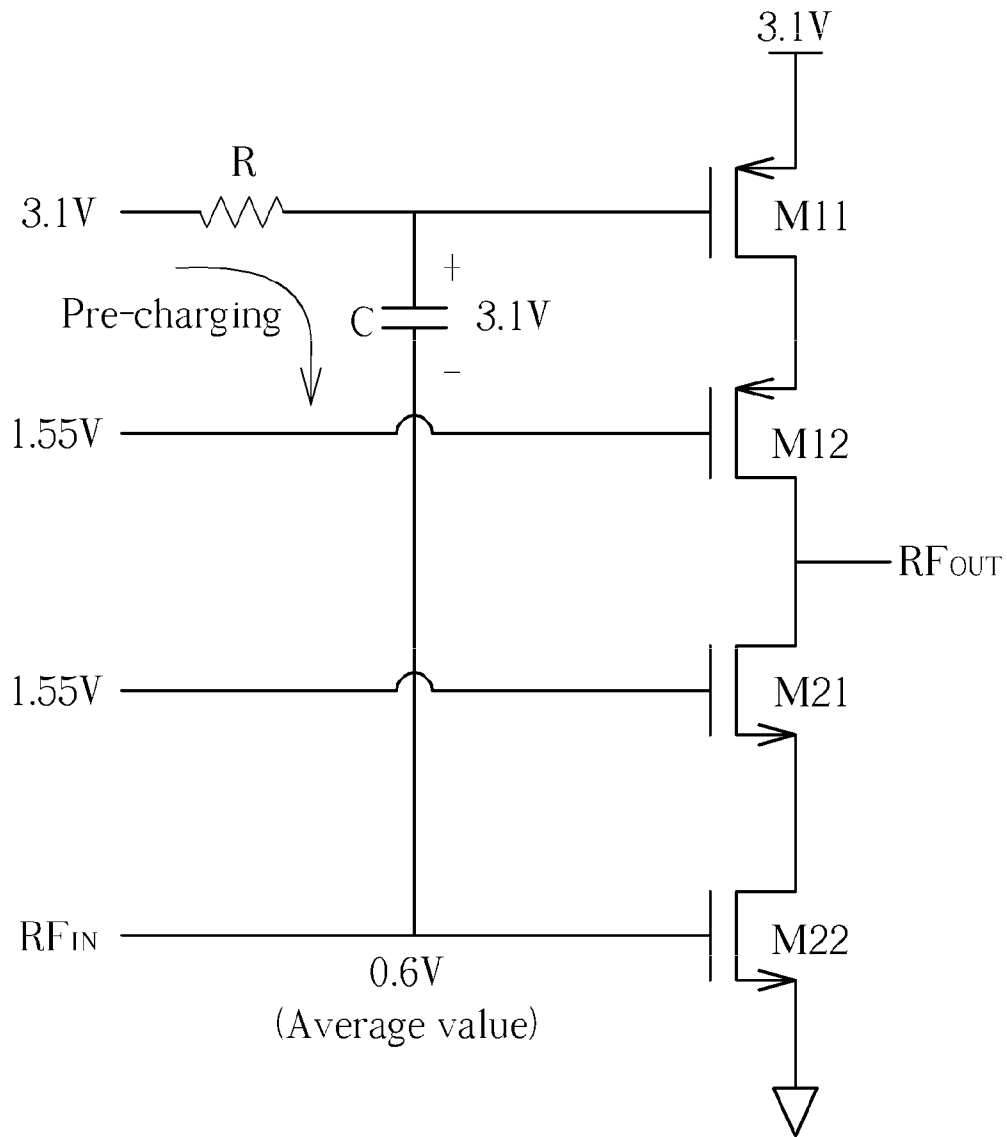 3.1V
R
3.1V
M11
+
Pre-charging
C
3.1V
-
1.55V
M12
RFOUT
1.55V
M21
RFIN
M22
0.6V
(Average value)